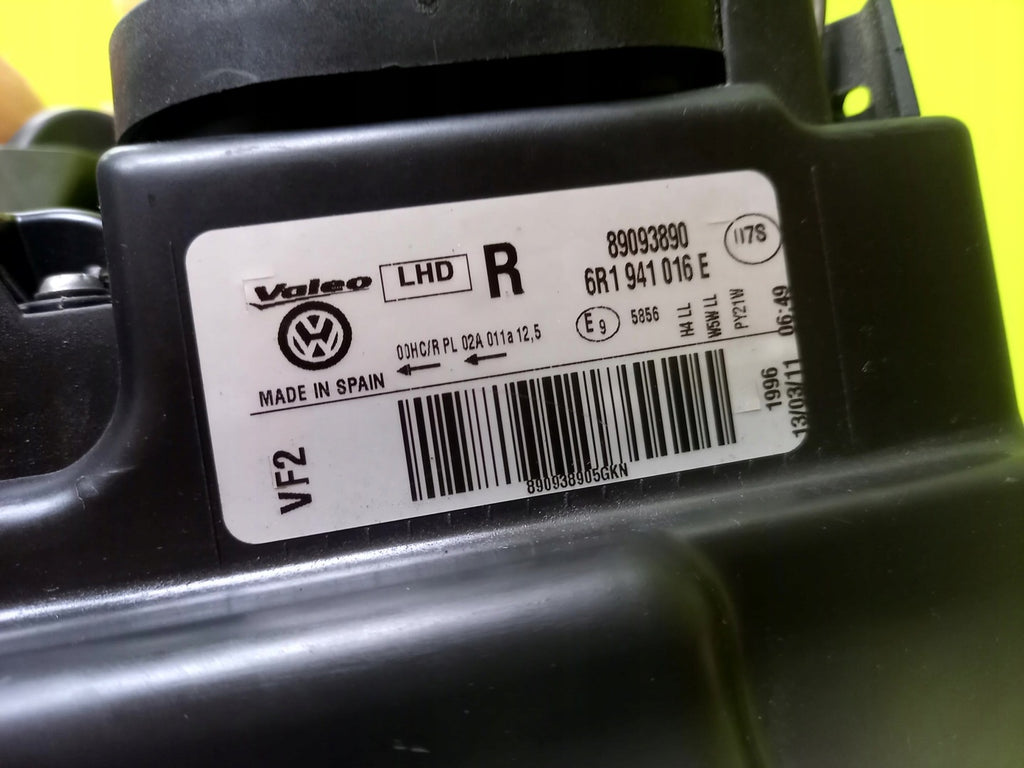 Valeo LHD R 89093890 117S
6R1 941 016 E
E9 5856
H4 LL
W5W LL
PY21W
00HC/R PL 02A 011a 12,5
MADE IN SPAIN
1996
13/03/11 06:49
VF2
890938905GKN